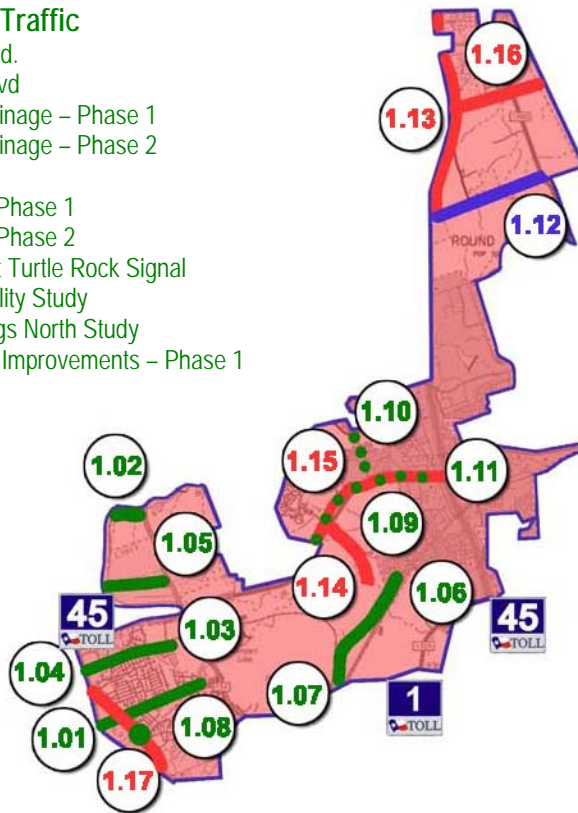 Traffic
d.
vd
inage – Phase 1
inage – Phase 2
Phase 1
Phase 2
t Turtle Rock Signal
lity Study
gs North Study
Improvements – Phase 1
1.16
1.13
1.12
ROUND
1.10
1.15
1.11
1.02
1.09
1.05
1.14
1.06
45
TOLL
45
TOLL
1.03
1.04
1.07
1
TOLL
1.08
1.01
1.17